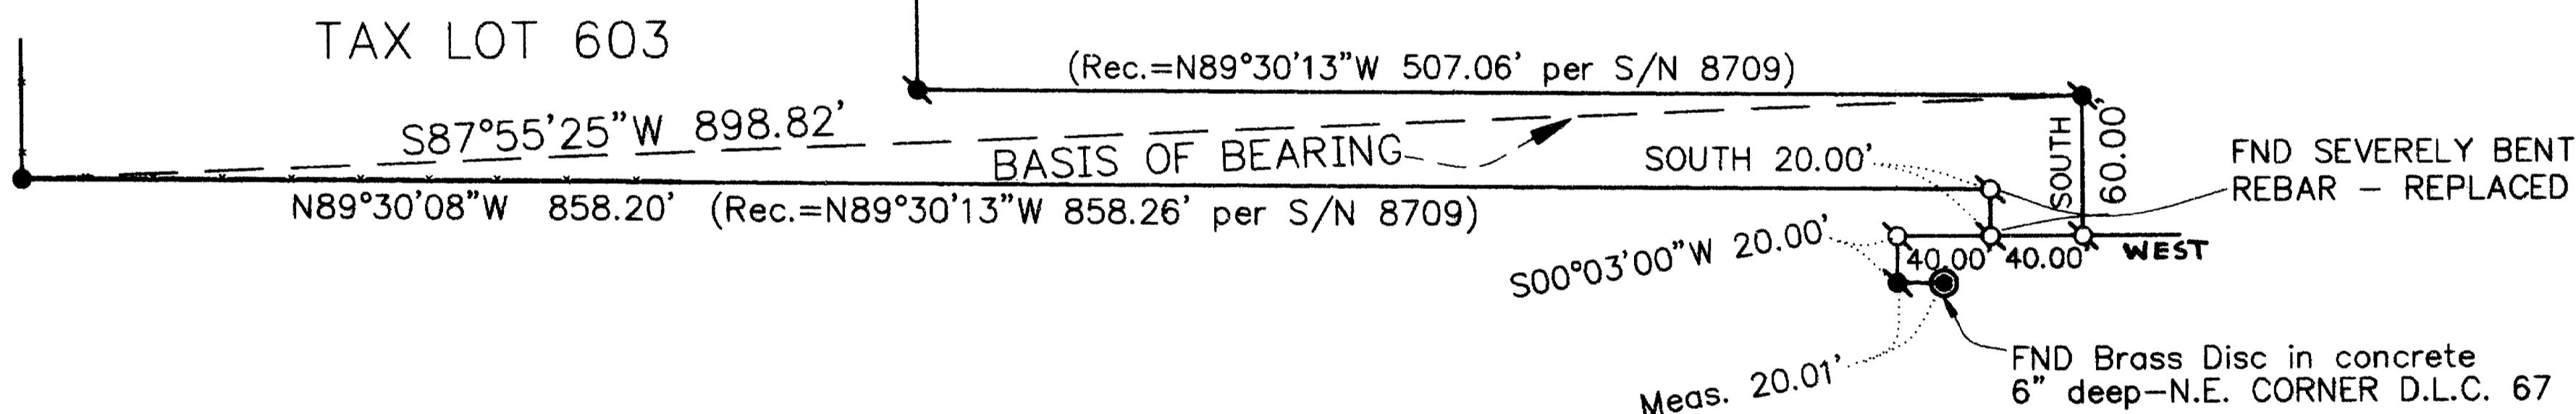 TAX LOT 603
(Rec.=N89°30'13"W 507.06' per S/N 8709)
S87°55'25"W 898.82'
BASIS OF BEARING
SOUTH 20.00'
SOUTH
60.00'
FND SEVERELY BENT
REBAR – REPLACED
N89°30'08"W 858.20' (Rec.=N89°30'13"W 858.26' per S/N 8709)
S00°03'00"W 20.00'
40.00' 40.00' WEST
Meas. 20.01'
FND Brass Disc in concrete
6" deep–N.E. CORNER D.L.C. 67